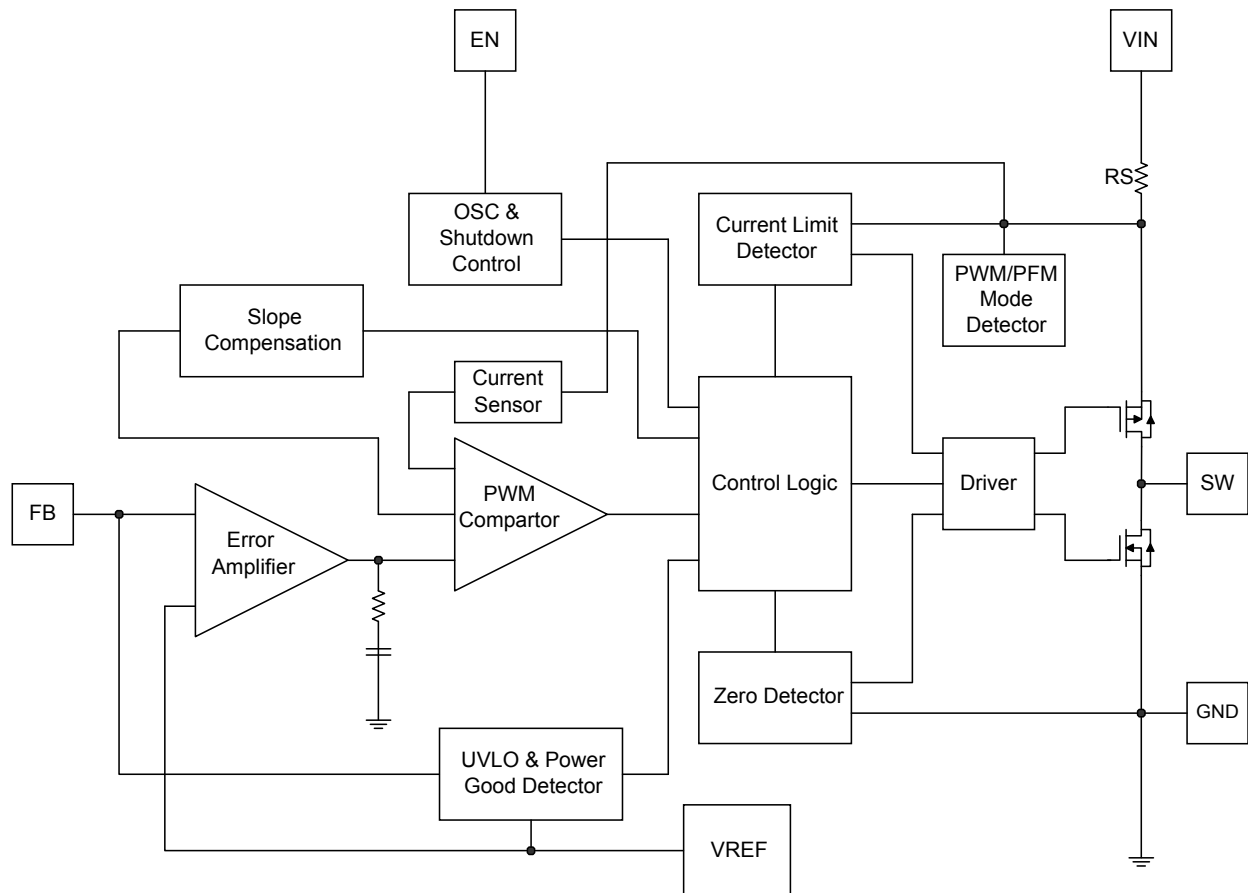 EN
VIN
RS
OSC &
Shutdown
Control
Current Limit
Detector
PWM/PFM
Mode
Detector
Slope
Compensation
Current
Sensor
PWM
Compartor
Control Logic
Driver
SW
FB
Error
Amplifier
Zero Detector
GND
UVLO & Power
Good Detector
VREF